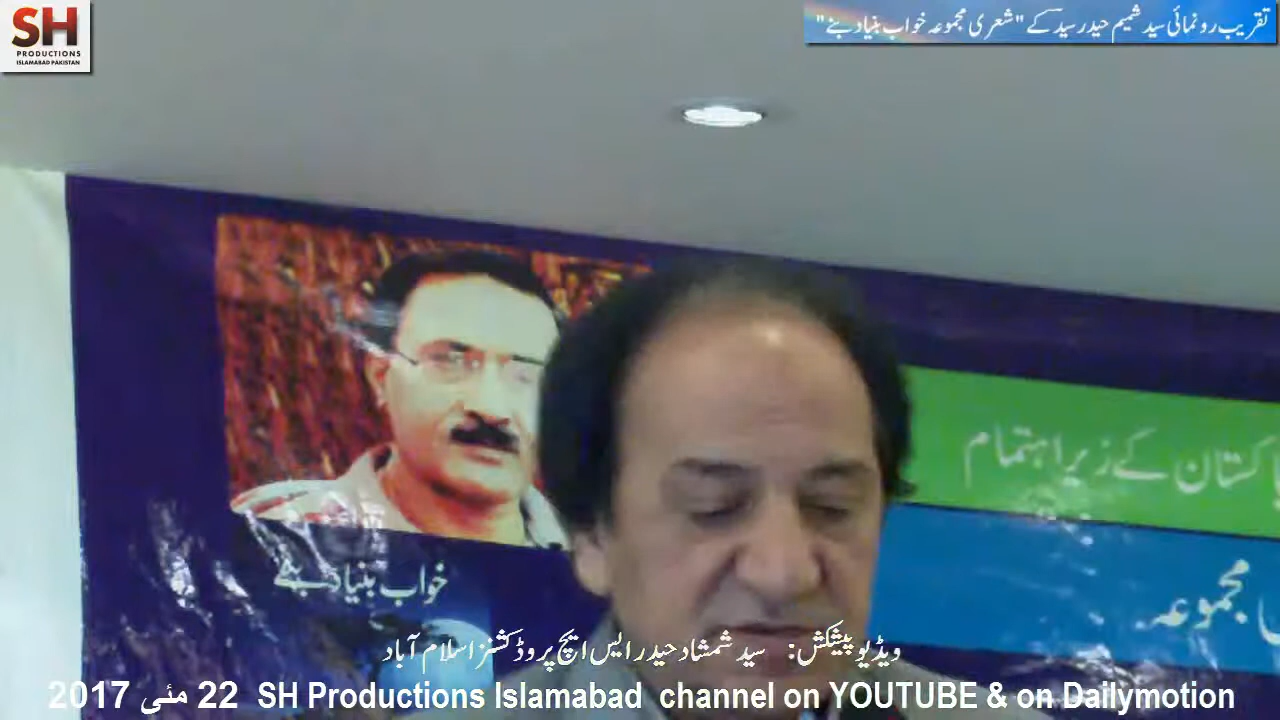 SH
PRODUCTIONS
ISLAMABAD PAKISTAN
تقریب رونمائی سید شمیم حیدر سید کے "شعری مجموعہ خواب بنیاد بنے"
پاکستان کے زیر اہتمام
مجموعہ
خواب بنیاد بنے
ویڈیو پیشکش: سید شمشاد حیدر ایس ایچ پروڈکشنز اسلام آباد
22 مئی 2017 SH Productions Islamabad channel on YOUTUBE & on Dailymotion